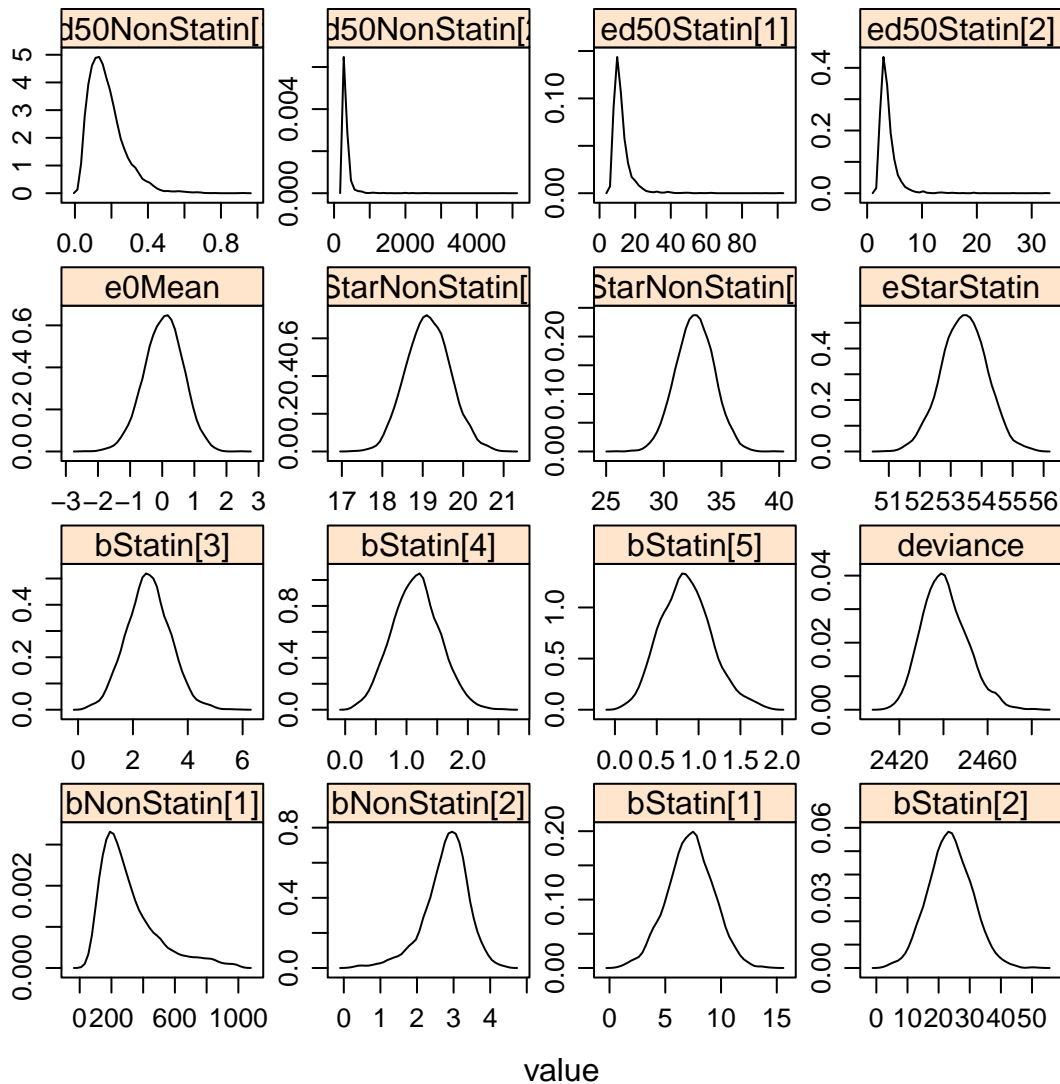 d50NonStatin[ d50NonStatin[2 ed50Statin[1] ed50Statin[2]
0 1 2 3 4 5
0.0 0.4 0.8
0.000 0.004
0 2000 4000
0.00 0.10
0 20 40 60 80
0.0 0.2 0.4
0 10 20 30
e0Mean StarNonStatin[ StarNonStatin[ eStarStatin
0.0 0.2 0.4 0.6
−3 −2 −1 0 1 2 3
0.0 0.2 0.4 0.6
17 18 19 20 21
0.00 0.10 0.20
25 30 35 40
0.0 0.2 0.4
51 52 53 54 55 56
bStatin[3] bStatin[4] bStatin[5] deviance
0.0 0.2 0.4
0 2 4 6
0.0 0.4 0.8
0.0 1.0 2.0
0.0 0.5 1.0
0.0 0.5 1.0 1.5 2.0
0.00 0.02 0.04
2420 2460
bNonStatin[1] bNonStatin[2] bStatin[1] bStatin[2]
0.000 0.002
0 200 600 1000
0.0 0.4 0.8
0 1 2 3 4
0.00 0.10 0.20
0 5 10 15
0.00 0.03 0.06
0 10 20 30 40 50
value